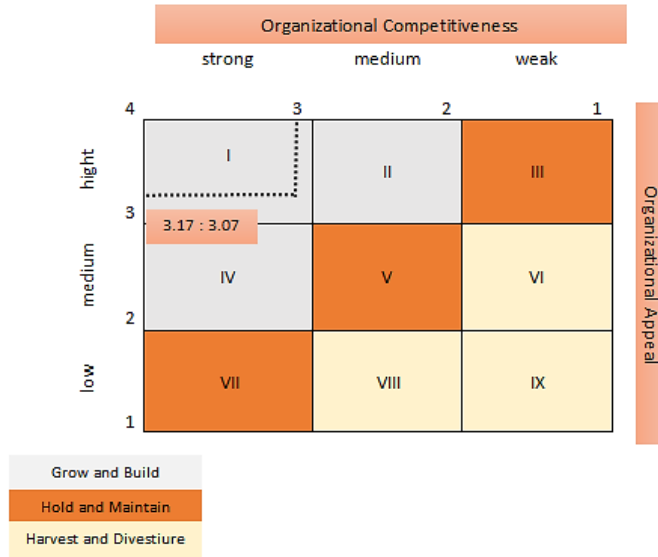 Organizational Competitiveness
strong medium weak
4 3 2 1
hight
I II III
3
3.17 : 3.07
medium
IV V VI
2
low
VII VIII IX
1
Organizational Appeal
Grow and Build
Hold and Maintain
Harvest and Divestiure